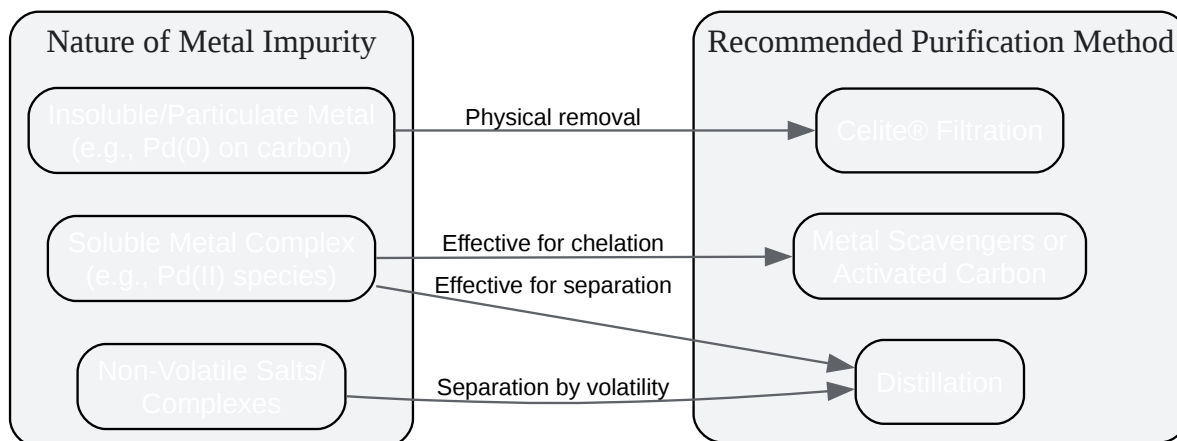 Nature of Metal Impurity
Recommended Purification Method
Insoluble/Particulate Metal
(e.g., Pd(0) on carbon)
Physical removal
Celite® Filtration
Soluble Metal Complex
(e.g., Pd(II) species)
Effective for chelation
Metal Scavengers or
Activated Carbon
Effective for separation
Non-Volatile Salts/
Complexes
Separation by volatility
Distillation